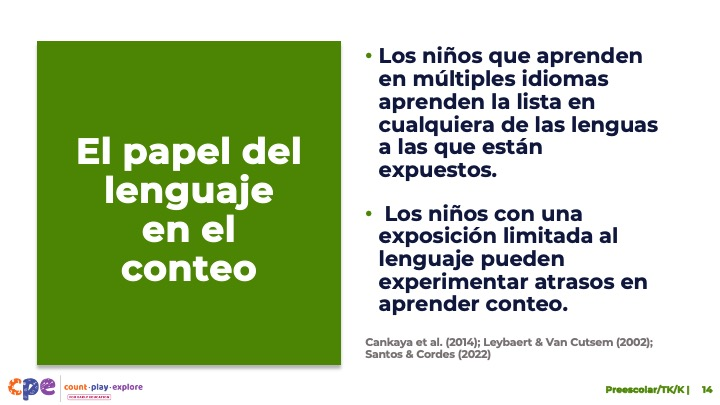 El papel del
lenguaje
en el
conteo
• Los niños que aprenden
en múltiples idiomas
aprenden la lista en
cualquiera de las lenguas
a las que están
expuestos.
• Los niños con una
exposición limitada al
lenguaje pueden
experimentar atrasos en
aprender conteo.
Cankaya et al. (2014); Leybaert & Van Cutsem (2002);
Santos & Cordes (2022)
cpe count·play·explore
Preescolar/TK/K | 14